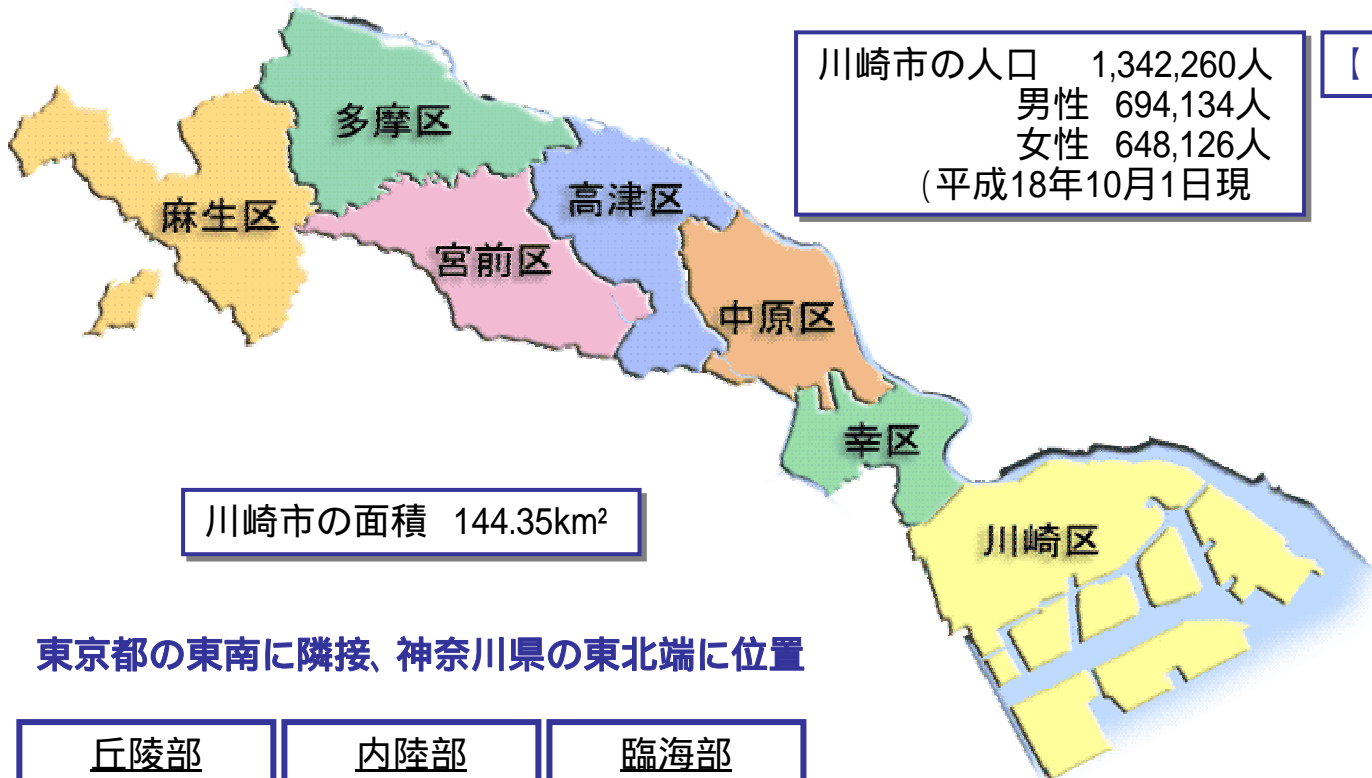 川崎市の人口 1,342,260人
男性 694,134人
女性 648,126人
(平成18年10月1日現
【
多摩区
麻生区
高津区
宮前区
中原区
幸区
川崎区
川崎市の面積 144.35km²
東京都の東南に隣接、神奈川県の東北端に位置
丘陵部 内陸部 臨海部